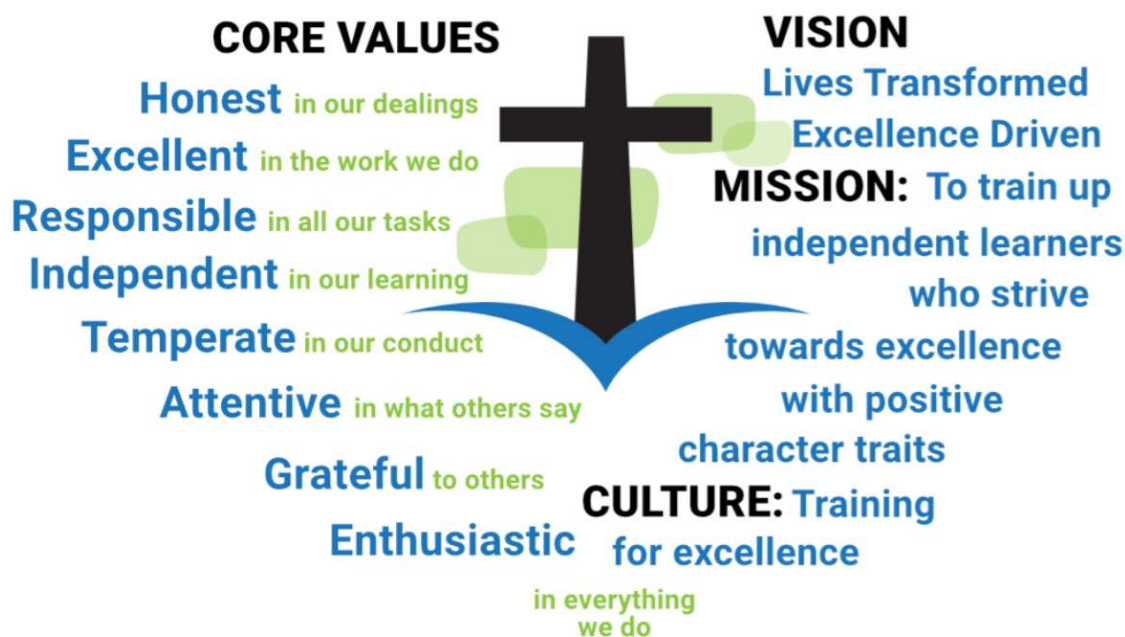 CORE VALUES
Honest in our dealings
Excellent in the work we do
Responsible in all our tasks
Independent in our learning
Temperate in our conduct
Attentive in what others say
Grateful to others
Enthusiastic
in everything
we do
VISION
Lives Transformed
Excellence Driven
MISSION: To train up
independent learners
who strive
towards excellence
with positive
character traits
CULTURE: Training
for excellence